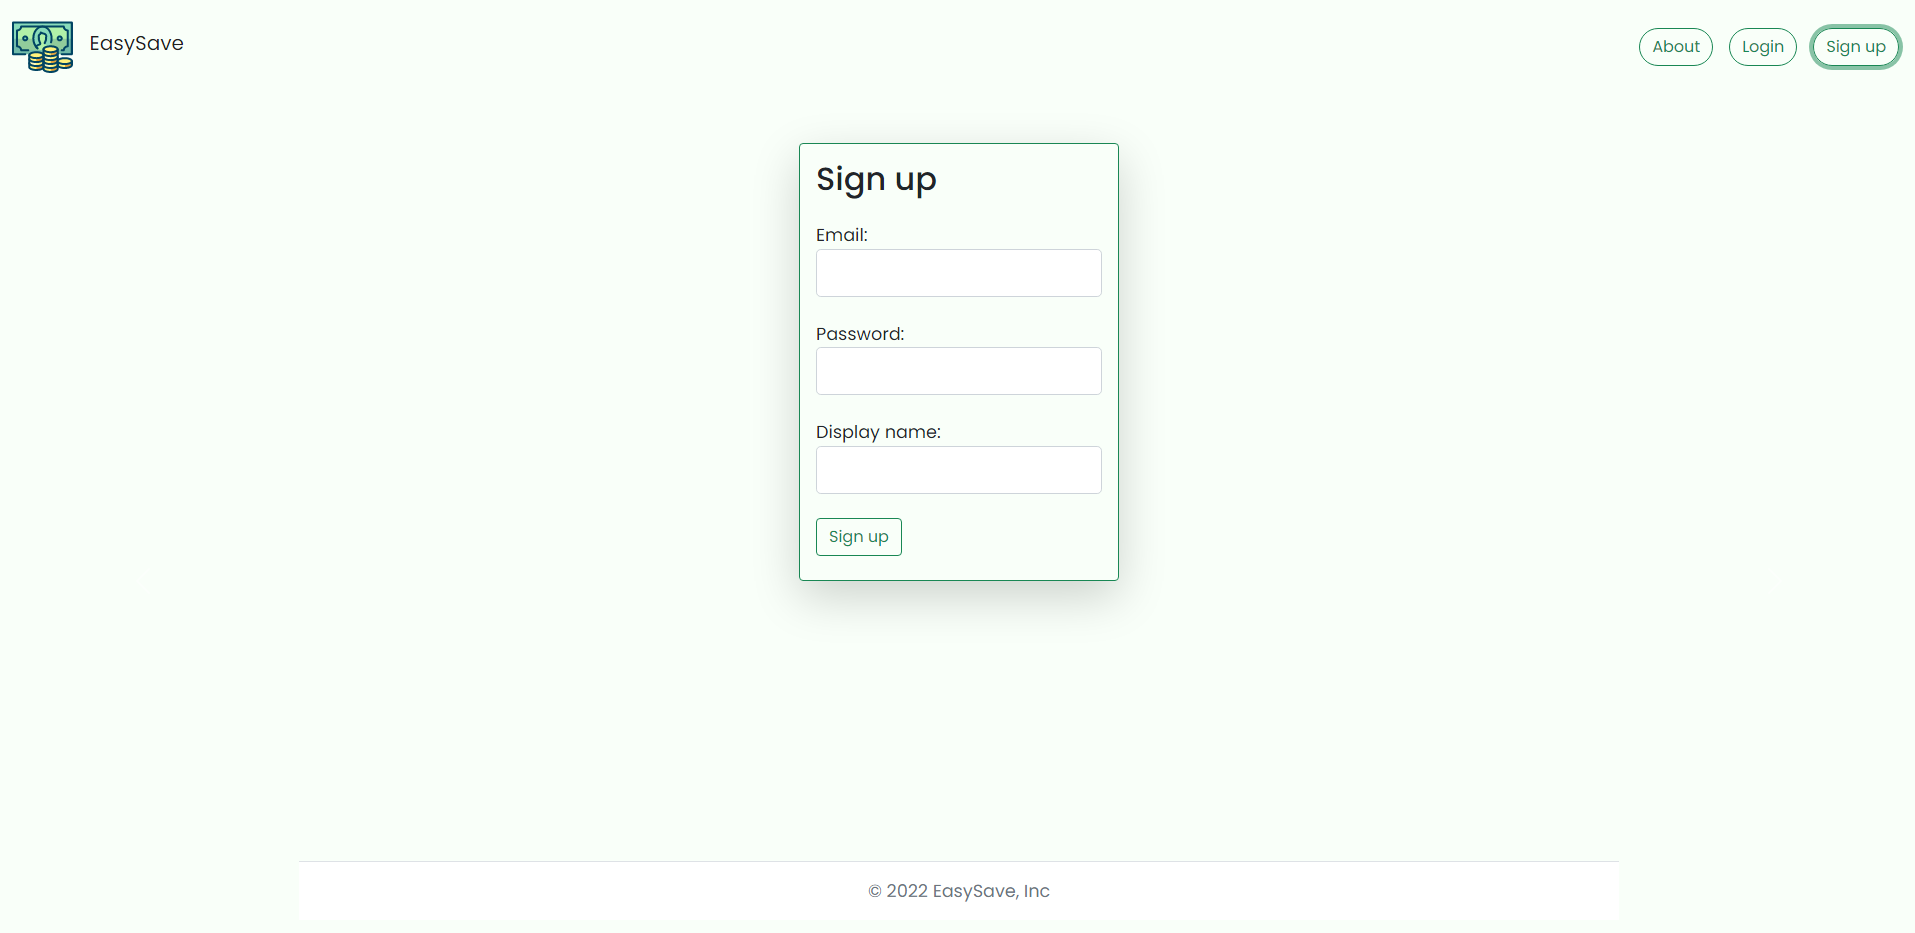 EasySave
About
Login
Sign up
Sign up
Email:
Password:
Display name:
Sign up
© 2022 EasySave, Inc